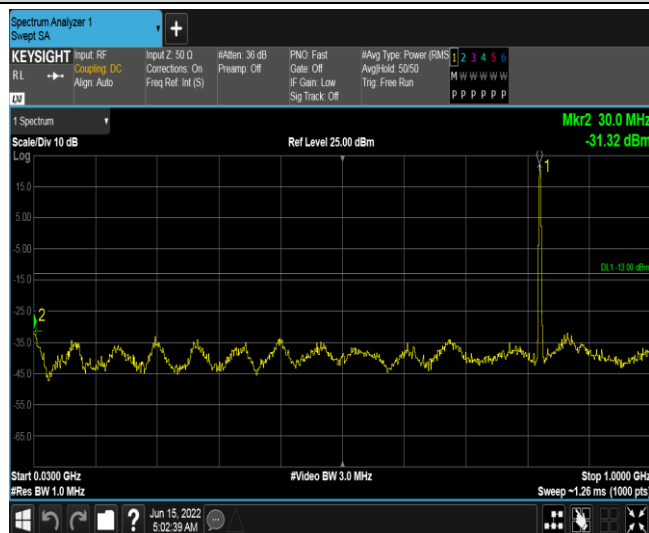 Spectrum Analyzer 1
Swept SA
+
KEYSIGHT
RL
LXI
Input: RF
Coupling: DC
Align: Auto
Input Z: 50 Ω
Corrections: On
Freq Ref: Int (S)
#Atten: 36 dB
Preamp: Off
PNO: Fast
Gate: Off
IF Gain: Low
Sig Track: Off
#Avg Type: Power (RMS
Avg|Hold: 50/50
Trig: Free Run
1 2 3 4 5 6
M W W W W W
P P P P P P
1 Spectrum
Mkr2 30.0 MHz
-31.32 dBm
Scale/Div 10 dB
Ref Level 25.00 dBm
Log
1
15.0
5.00
-5.00
DL1 -13.00 dBm
-15.0
-25.0
2
-35.0
-45.0
-55.0
-65.0
Start 0.0300 GHz
#Video BW 3.0 MHz
Stop 1.0000 GHz
#Res BW 1.0 MHz
Sweep ~1.26 ms (1000 pts)
?
Jun 15, 2022
5:02:39 AM